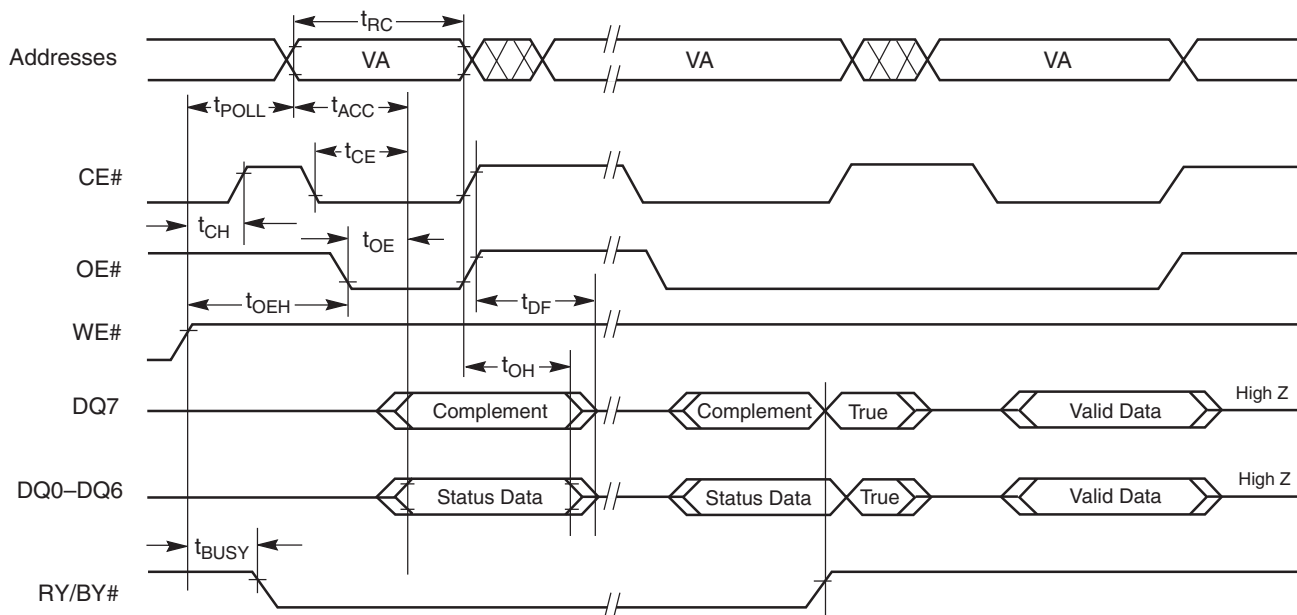 tRC
Addresses VA VA VA
tPOLL tACC
tCE
CE#
tCH
tOE
OE#
tOEH tDF
WE#
tOH
DQ7 Complement Complement True Valid Data High Z
DQ0–DQ6 Status Data Status Data True Valid Data High Z
tBUSY
RY/BY#